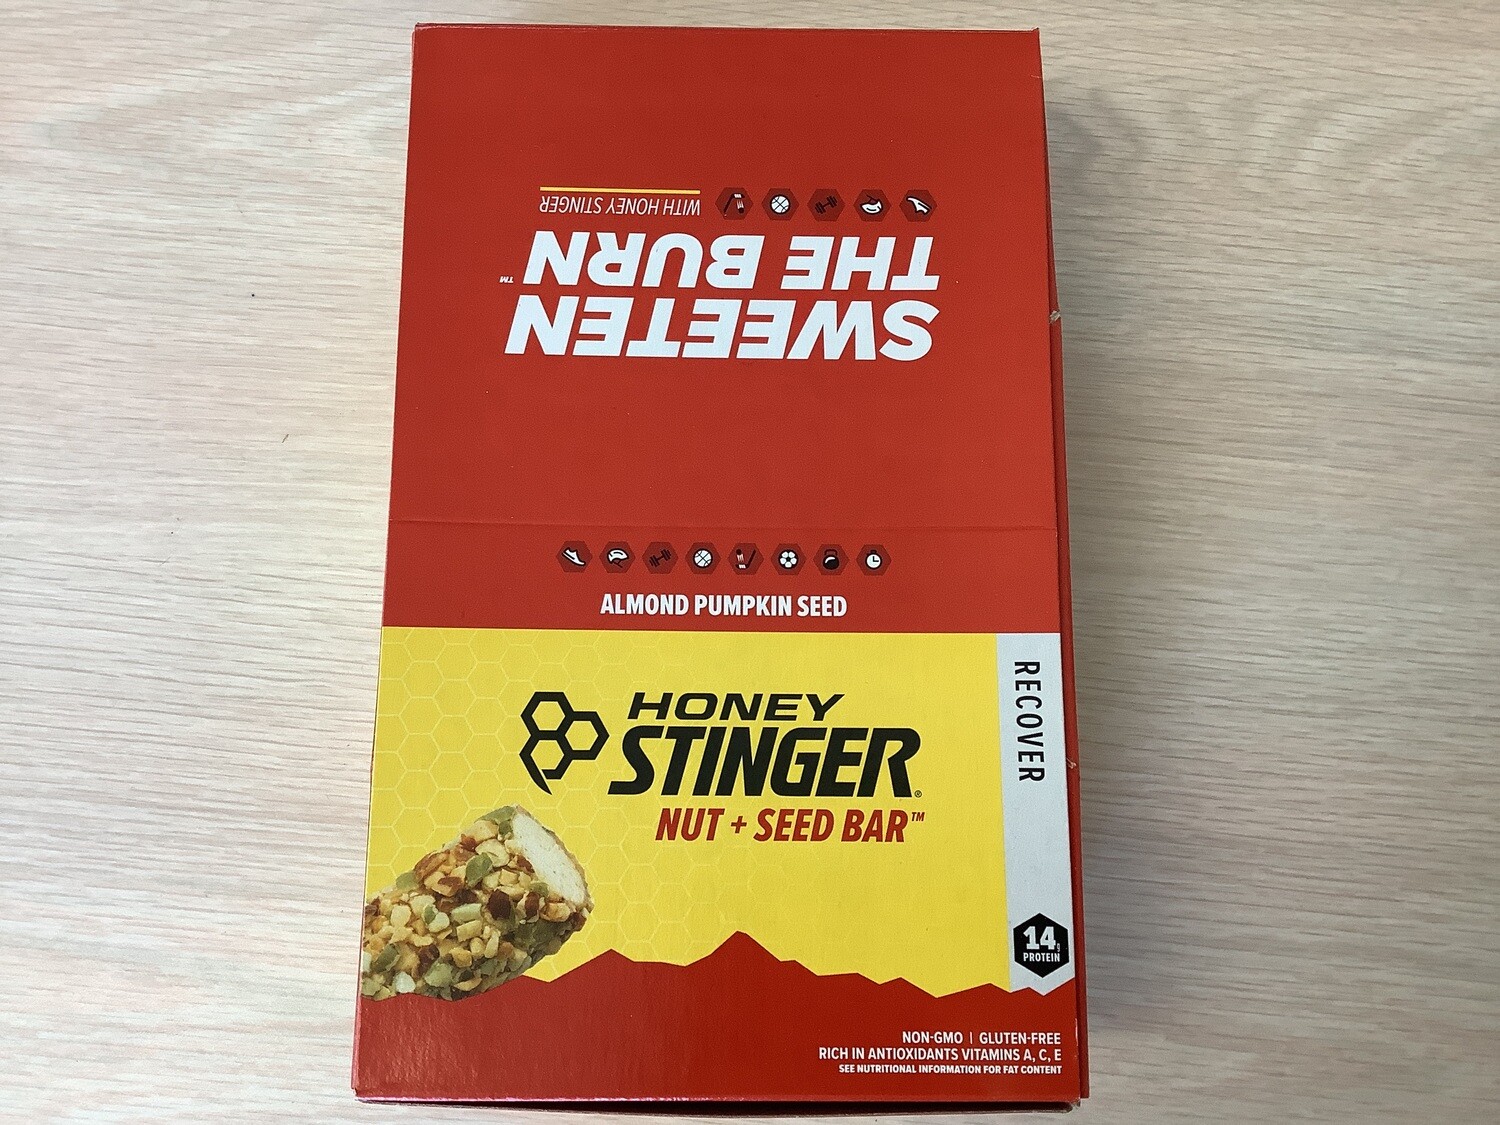 SWEETEN
THE BURN™
WITH HONEY STINGER
ALMOND PUMPKIN SEED
HONEY
STINGER®
NUT + SEED BAR™
RECOVER
14g
PROTEIN
NON-GMO | GLUTEN-FREE
RICH IN ANTIOXIDANTS VITAMINS A, C, E
SEE NUTRITIONAL INFORMATION FOR FAT CONTENT